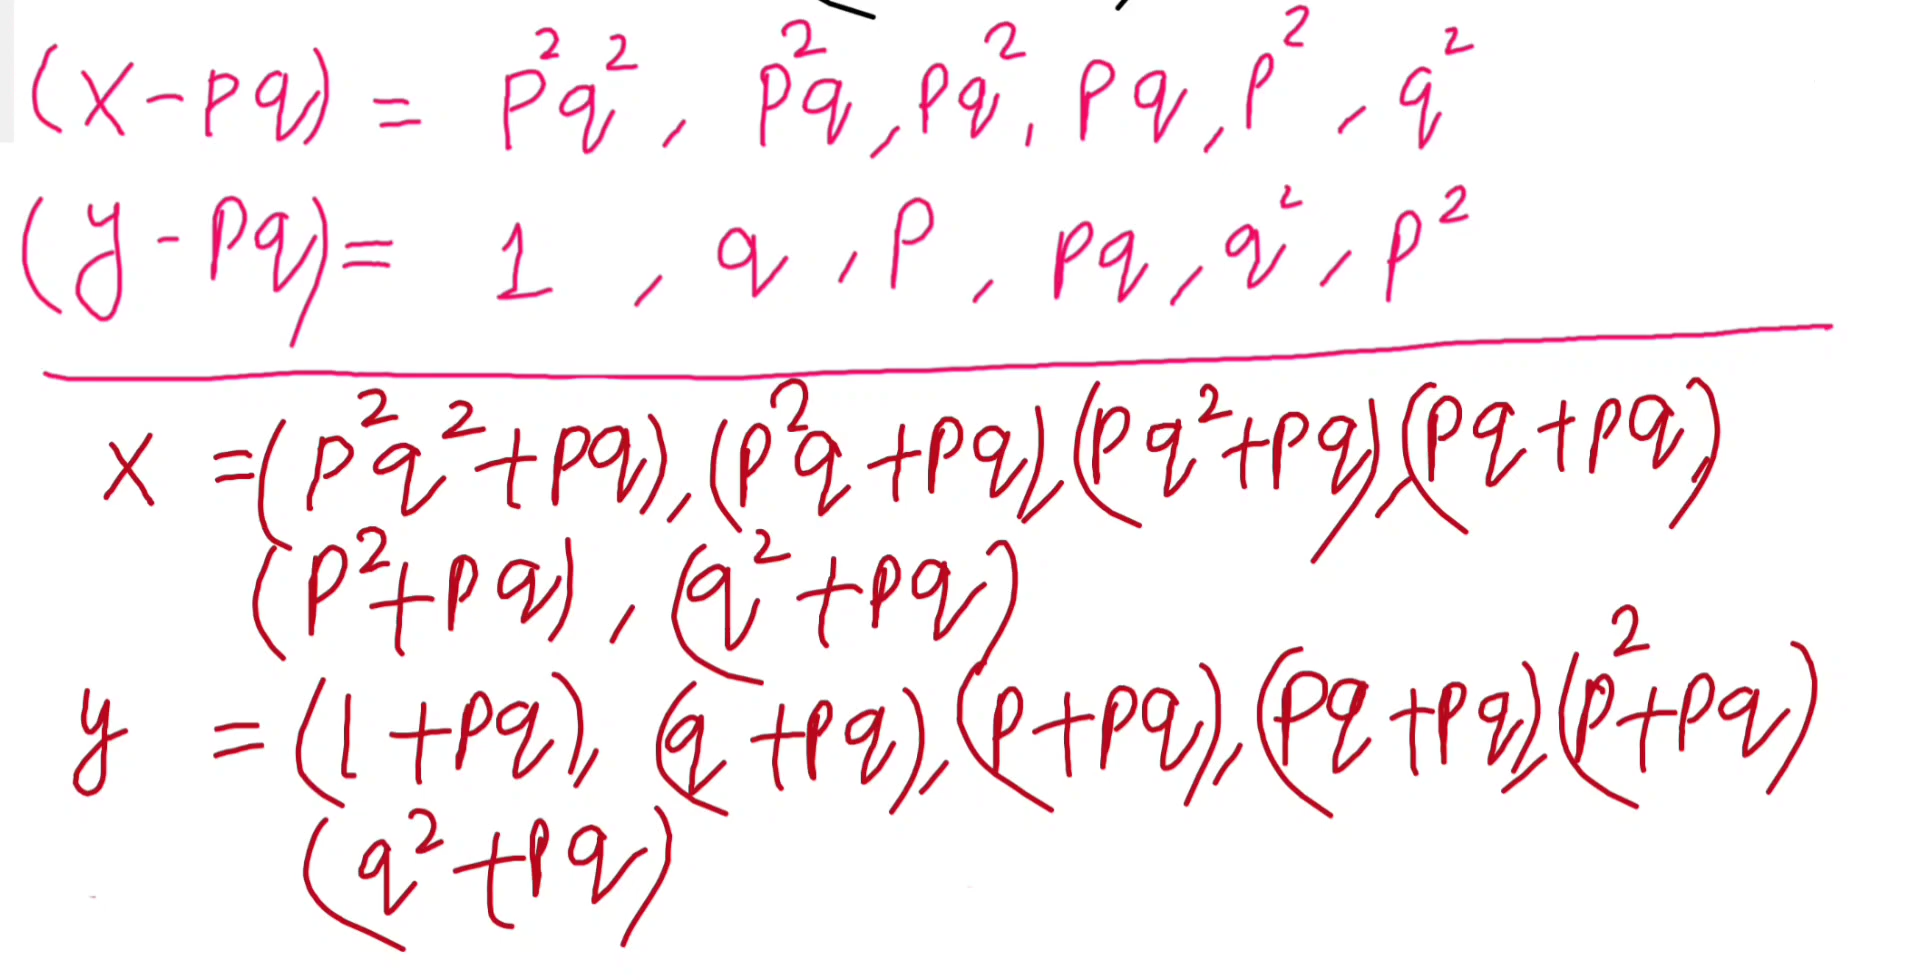 (x-pq) = p²q², p²q, pq², pq, p², q²
(y-pq) = 1, q, p, pq, q², p²
x = (p²q²+pq), (p²q+pq), (pq²+pq), (pq+pq)
(p²+pq), (q²+pq)
y = (1+pq), (q+pq), (p+pq), (pq+pq), (p²+pq)
(q²+pq)